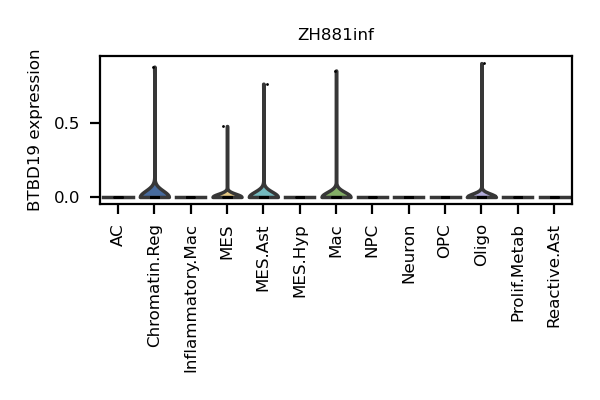 ZH881inf
BTBD19 expression
0.5
0.0
AC
Chromatin.Reg
Inflammatory.Mac
MES
MES.Ast
MES.Hyp
Mac
NPC
Neuron
OPC
Oligo
Prolif.Metab
Reactive.Ast